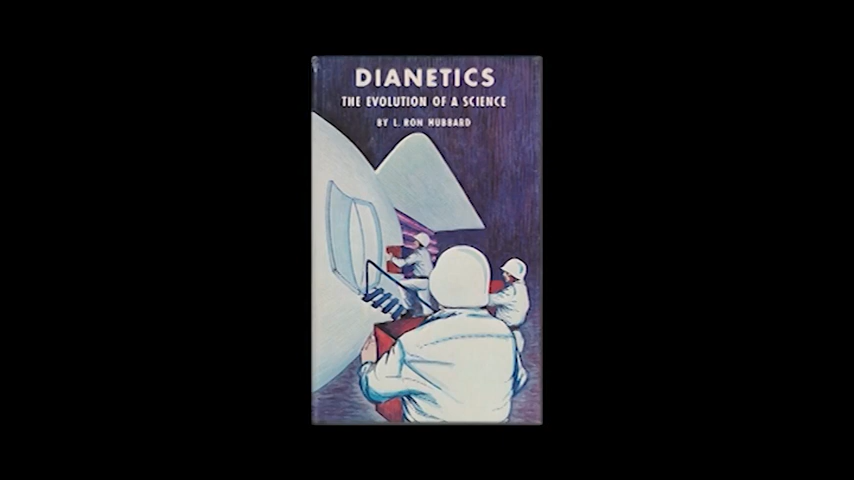 DIANETICS
THE EVOLUTION OF A SCIENCE
BY L. RON HUBBARD